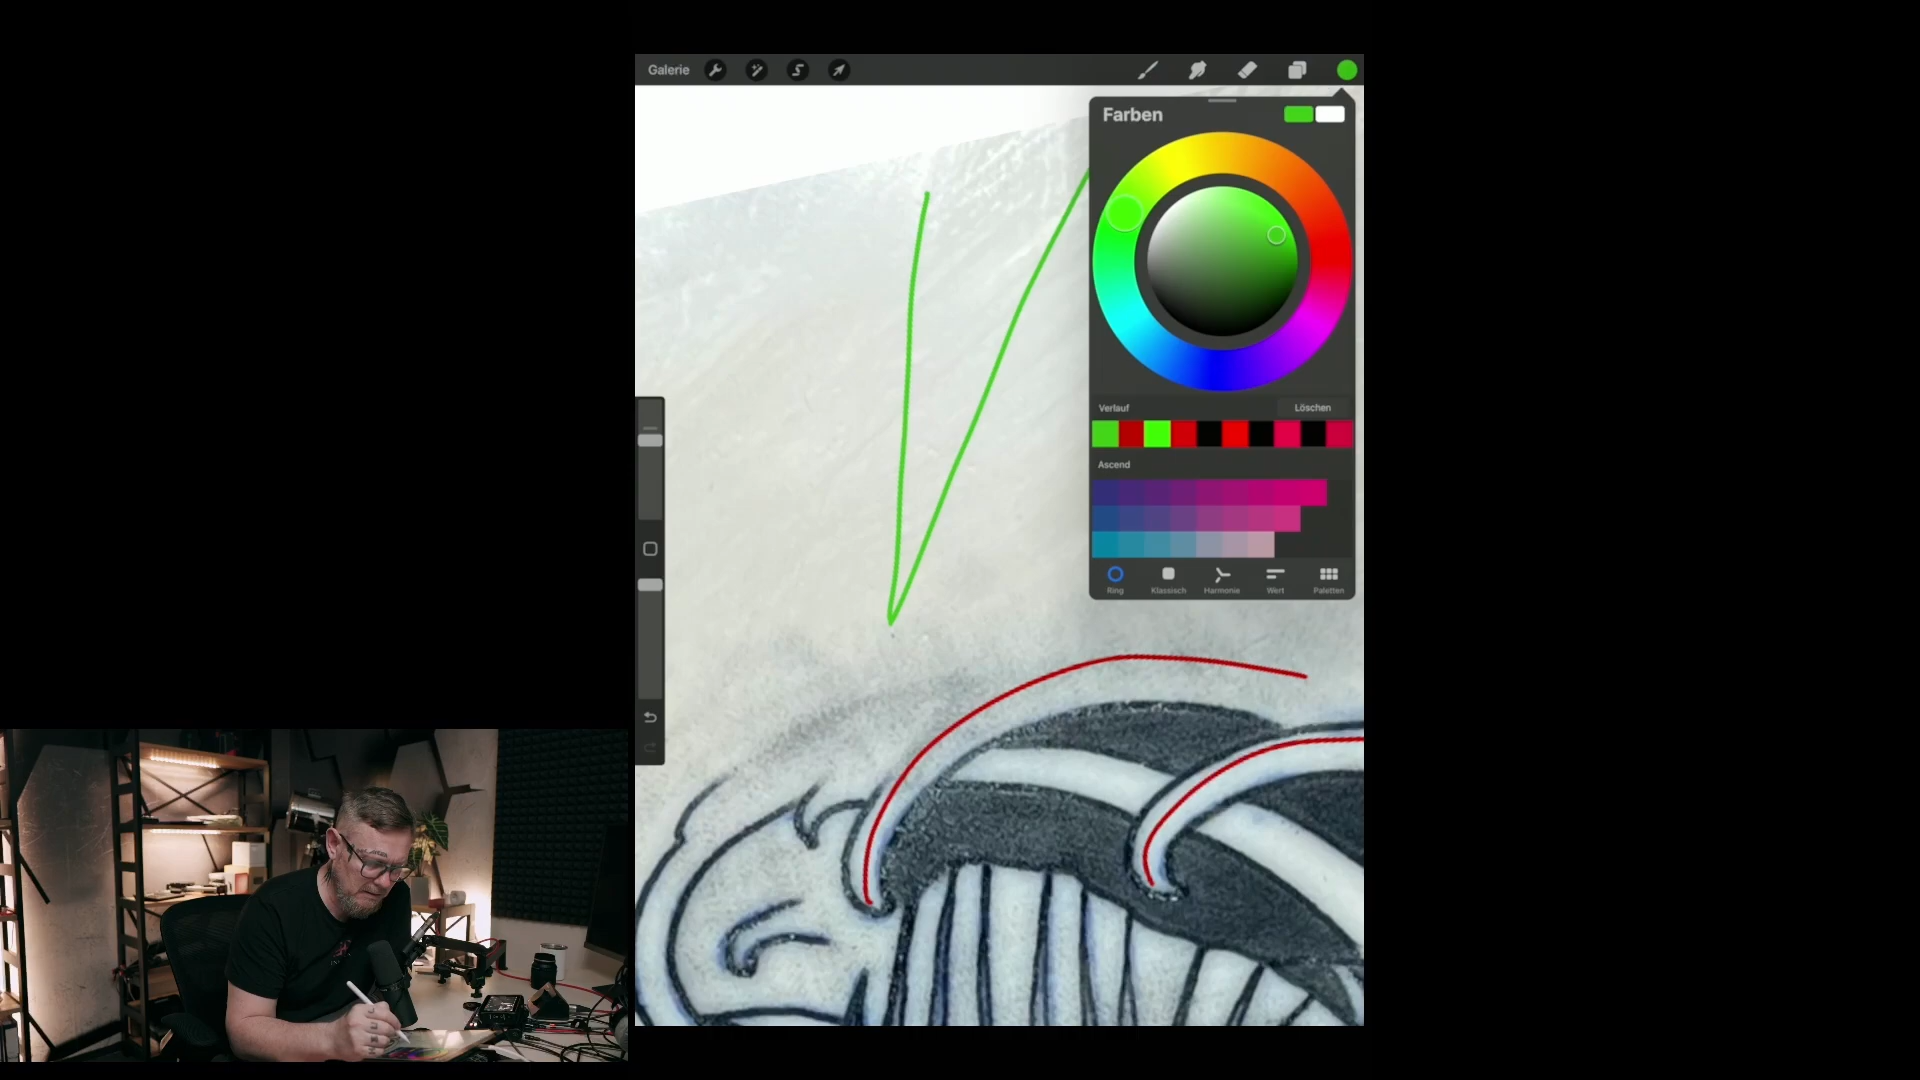 Galerie
Farben
Verlauf
Löschen
Ascend
Ring
Klassisch
Harmonie
Wert
Paletten